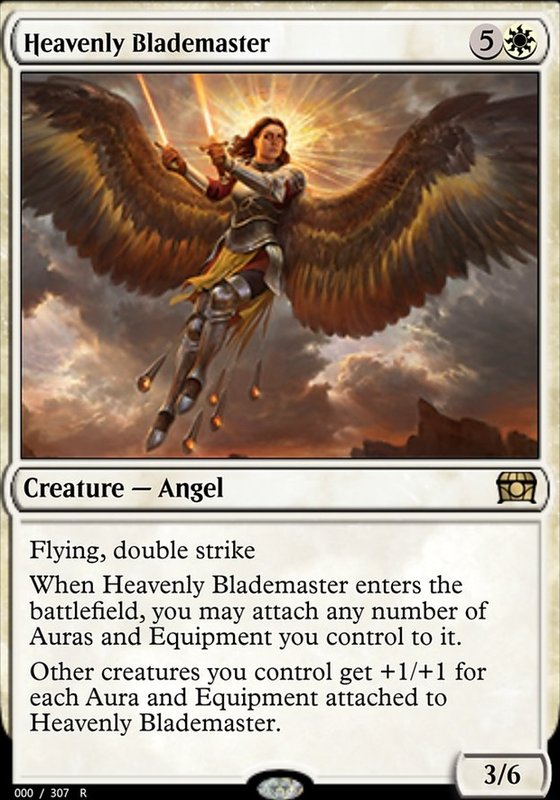 Heavenly Blademaster 5
Creature — Angel
Flying, double strike
When Heavenly Blademaster enters the
battlefield, you may attach any number of
Auras and Equipment you control to it.
Other creatures you control get +1/+1 for
each Aura and Equipment attached to
Heavenly Blademaster.
3/6
000 / 307 R